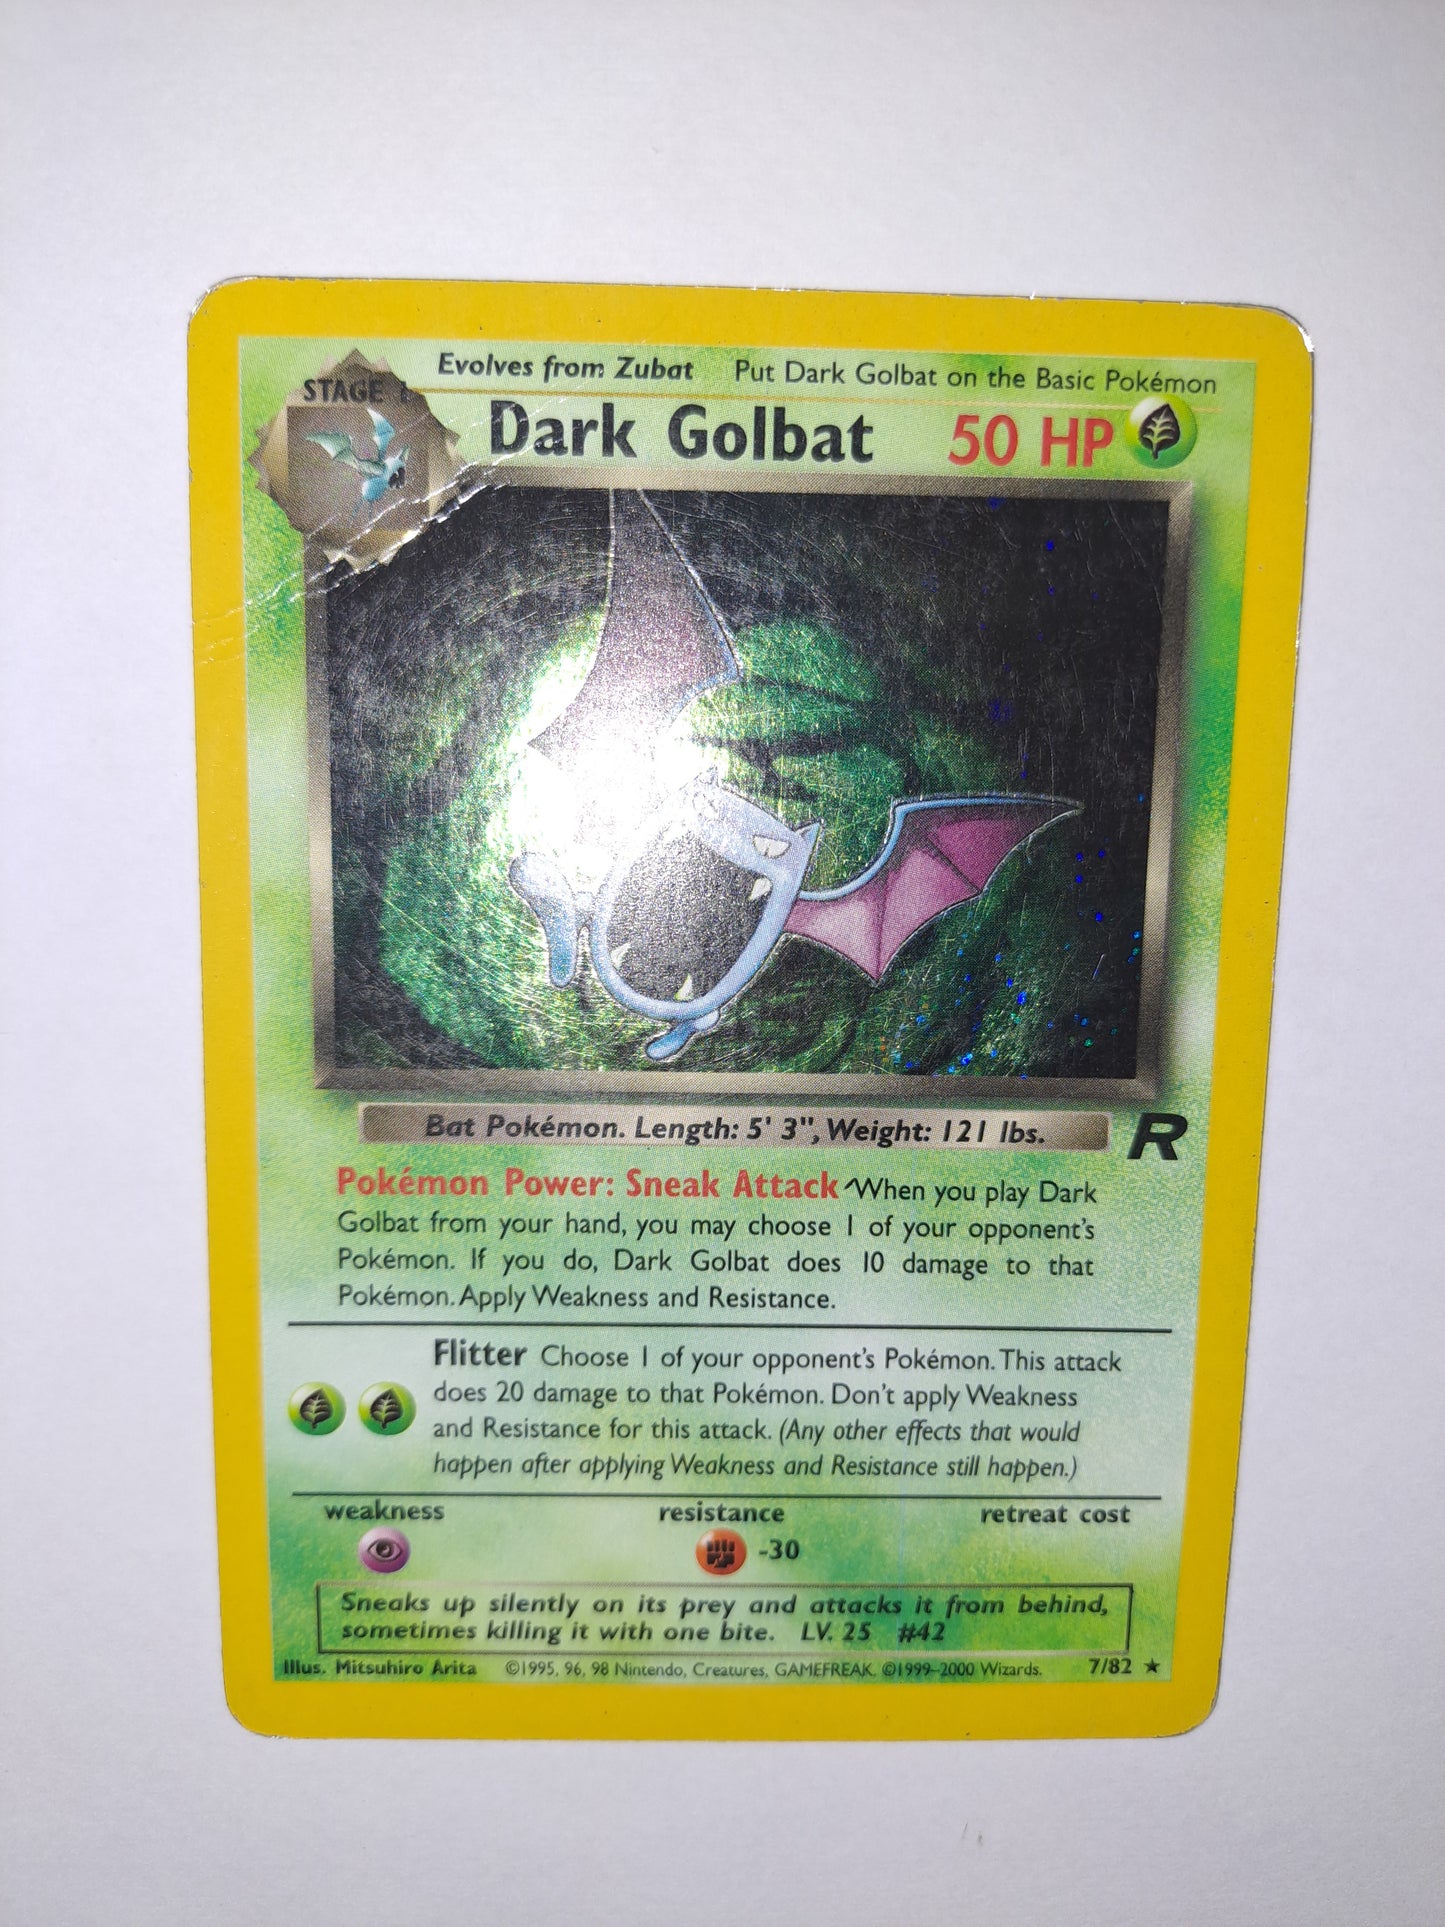 Evolves from Zubat Put Dark Golbat on the Basic Pokémon
STAGE 1
Dark Golbat 50 HP
Bat Pokémon. Length: 5' 3", Weight: 121 lbs.
R
Pokémon Power: Sneak Attack When you play Dark
Golbat from your hand, you may choose 1 of your opponent's
Pokémon. If you do, Dark Golbat does 10 damage to that
Pokémon. Apply Weakness and Resistance.
Flitter Choose 1 of your opponent's Pokémon. This attack
does 20 damage to that Pokémon. Don't apply Weakness
and Resistance for this attack. (Any other effects that would
happen after applying Weakness and Resistance still happen.)
weakness resistance retreat cost
-30
Sneaks up silently on its prey and attacks it from behind,
sometimes killing it with one bite. LV. 25 #42
Illus. Mitsuhiro Arita ©1995, 96, 98 Nintendo, Creatures, GAMEFREAK. ©1999-2000 Wizards. 7/82 ★